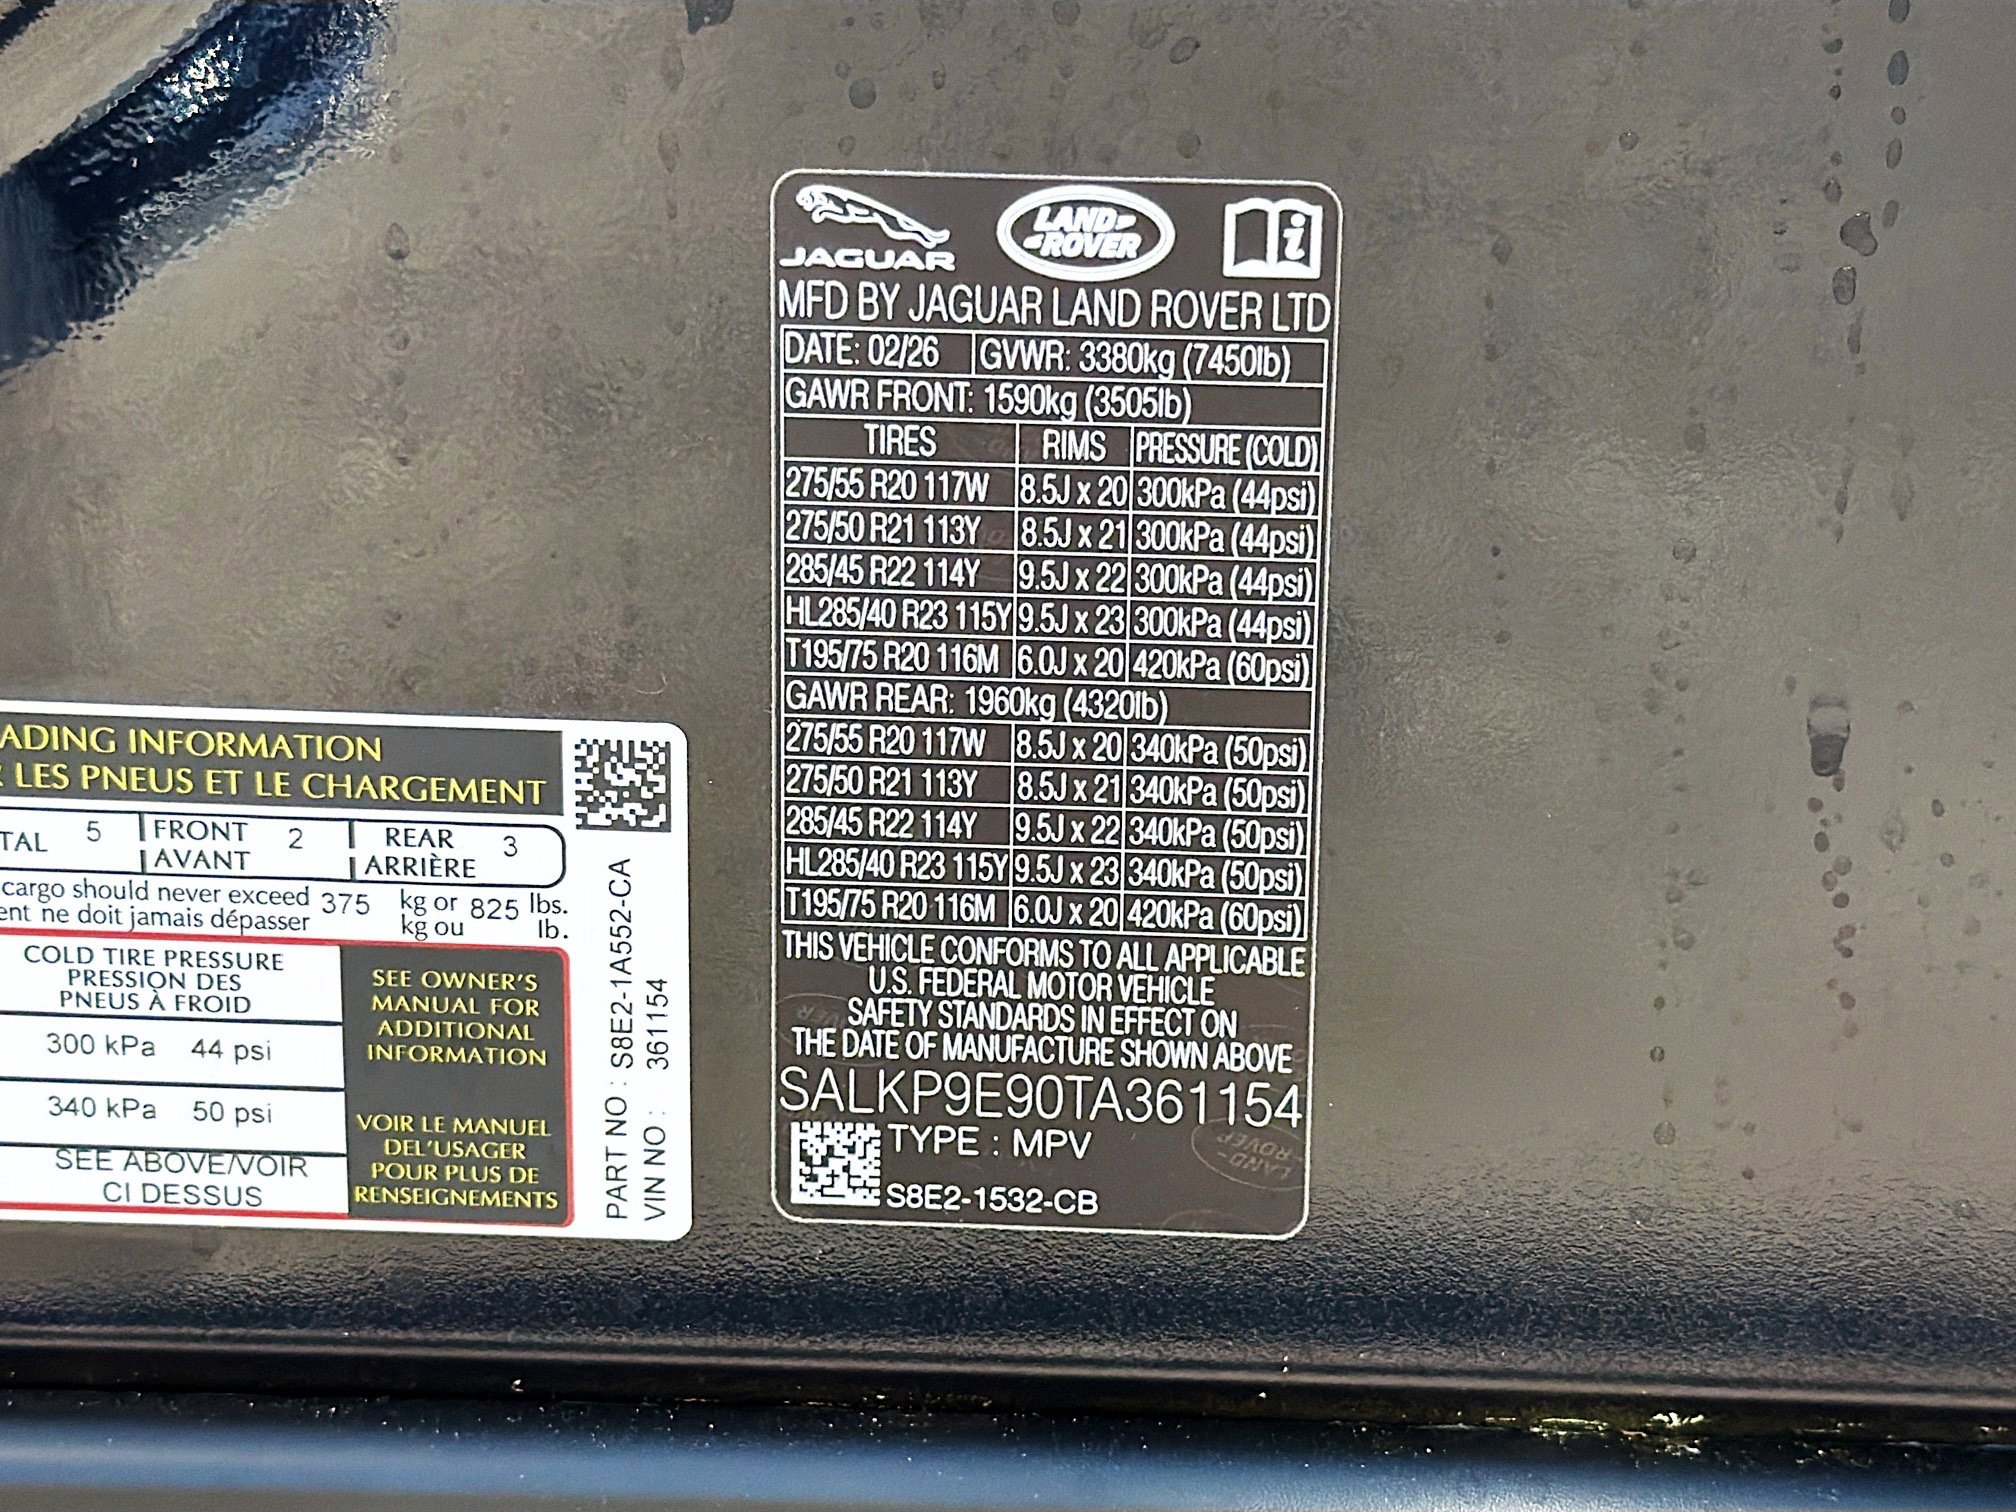 ADING INFORMATION
LES PNEUS ET LE CHARGEMENT
TAL 5 FRONT AVANT 2 REAR ARRIÈRE 3
cargo should never exceed 375 kg or 825 lbs.
ent ne doit jamais dépasser kg ou lb.
COLD TIRE PRESSURE
PRESSION DES
PNEUS À FROID
300 kPa 44 psi
340 kPa 50 psi
SEE ABOVE/VOIR
CI DESSUS
SEE OWNER'S
MANUAL FOR
ADDITIONAL
INFORMATION
VOIR LE MANUEL
DEL'USAGER
POUR PLUS DE
RENSEIGNEMENTS
PART NO : S8E2-1A552-CA
VIN NO : 361154
JAGUAR
LAND-
-ROVER
i
MFD BY JAGUAR LAND ROVER LTD
DATE: 02/26 GVWR: 3380kg (7450lb)
GAWR FRONT: 1590kg (3505lb)
TIRES RIMS PRESSURE (COLD)
275/55 R20 117W 8.5J x 20 300kPa (44psi)
275/50 R21 113Y 8.5J x 21 300kPa (44psi)
285/45 R22 114Y 9.5J x 22 300kPa (44psi)
HL285/40 R23 115Y 9.5J x 23 300kPa (44psi)
T195/75 R20 116M 6.0J x 20 420kPa (60psi)
GAWR REAR: 1960kg (4320lb)
275/55 R20 117W 8.5J x 20 340kPa (50psi)
275/50 R21 113Y 8.5J x 21 340kPa (50psi)
285/45 R22 114Y 9.5J x 22 340kPa (50psi)
HL285/40 R23 115Y 9.5J x 23 340kPa (50psi)
T195/75 R20 116M 6.0J x 20 420kPa (60psi)
THIS VEHICLE CONFORMS TO ALL APPLICABLE
U.S. FEDERAL MOTOR VEHICLE
SAFETY STANDARDS IN EFFECT ON
THE DATE OF MANUFACTURE SHOWN ABOVE
SALKP9E90TA361154
TYPE : MPV
S8E2-1532-CB
LAND-
-ROVER